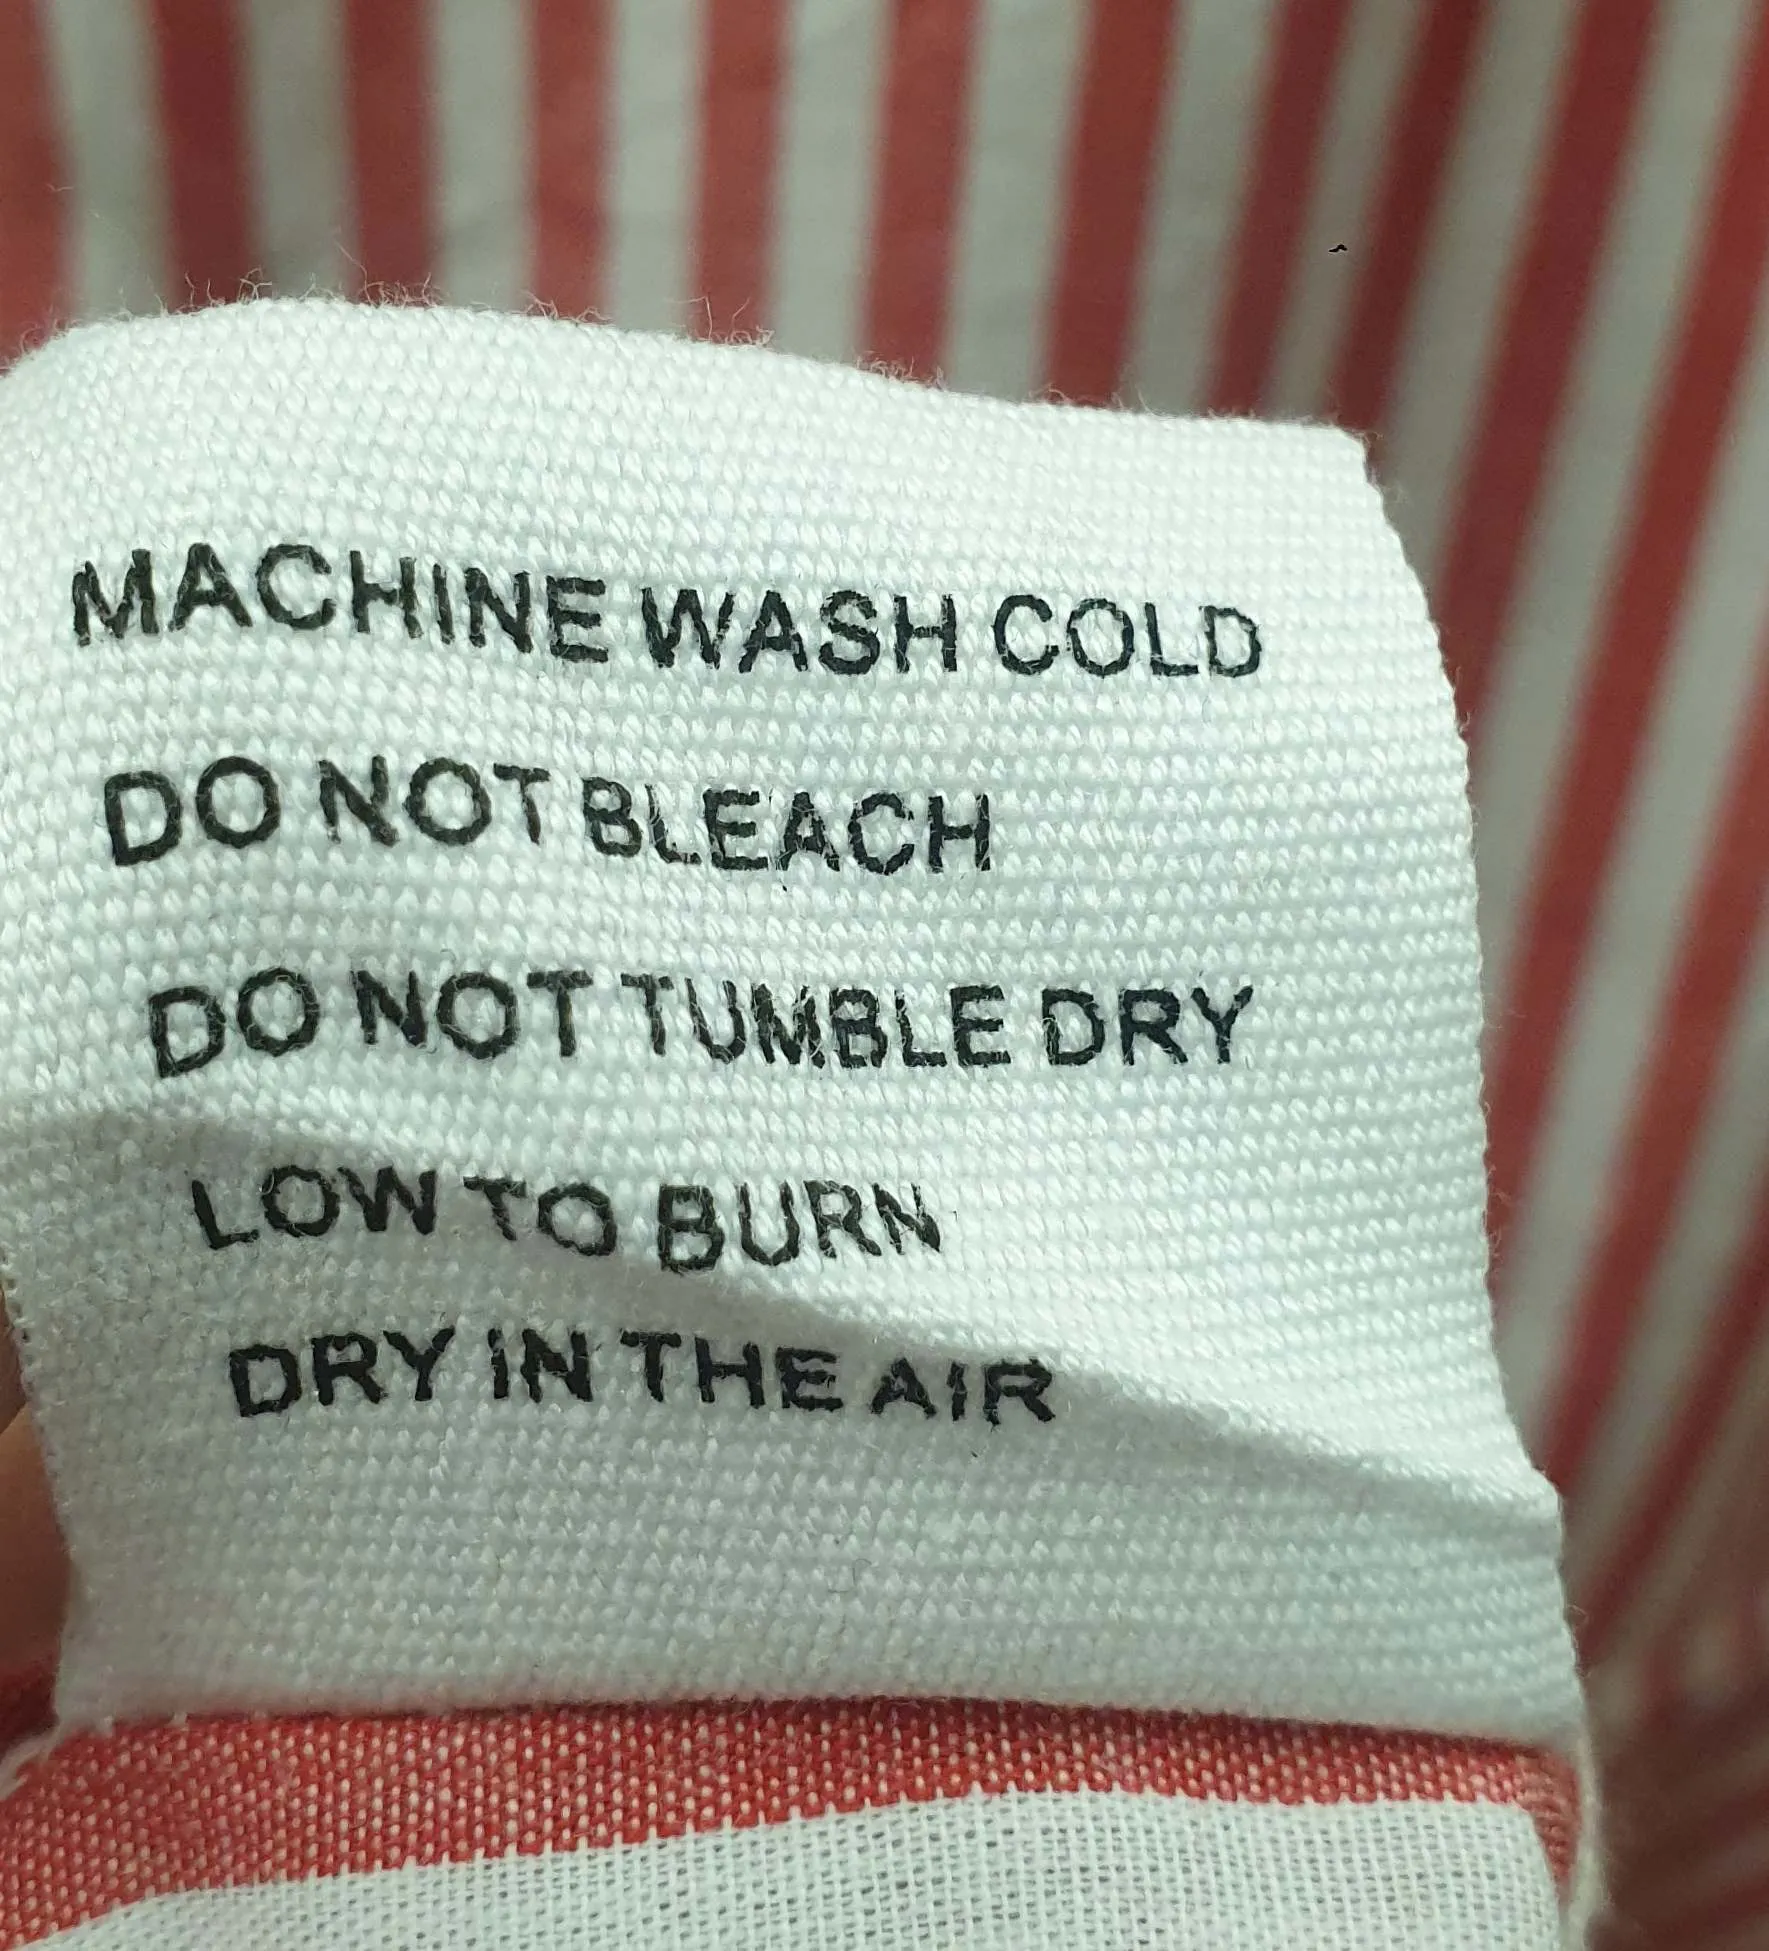 MACHINE WASH COLD
DO NOT BLEACH
DO NOT TUMBLE DRY
LOW TO BURN
DRY IN THE AIR